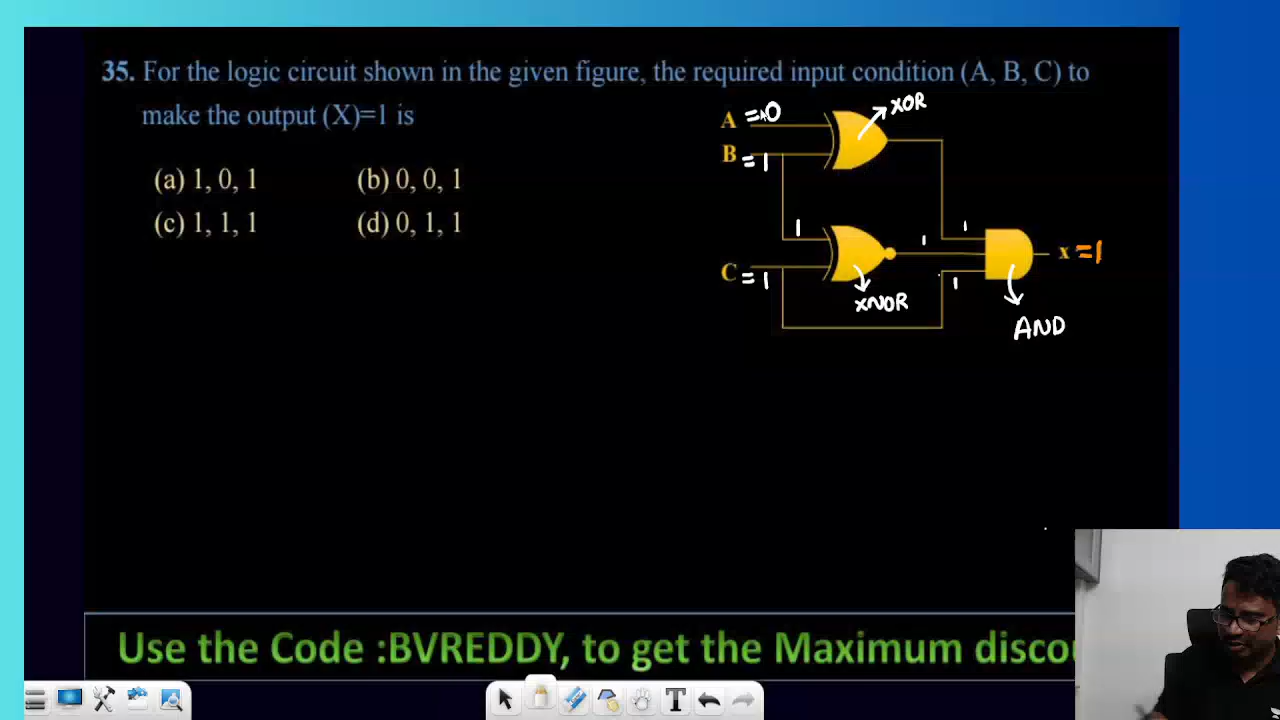 35. For the logic circuit shown in the given figure, the required input condition (A, B, C) to
make the output (X)=1 is
(a) 1, 0, 1 (b) 0, 0, 1
(c) 1, 1, 1 (d) 0, 1, 1
A =0
XOR
B =1
1
1
1
x =1
C =1
1
XNOR
AND
Use the Code :BVREDDY, to get the Maximum discou
T